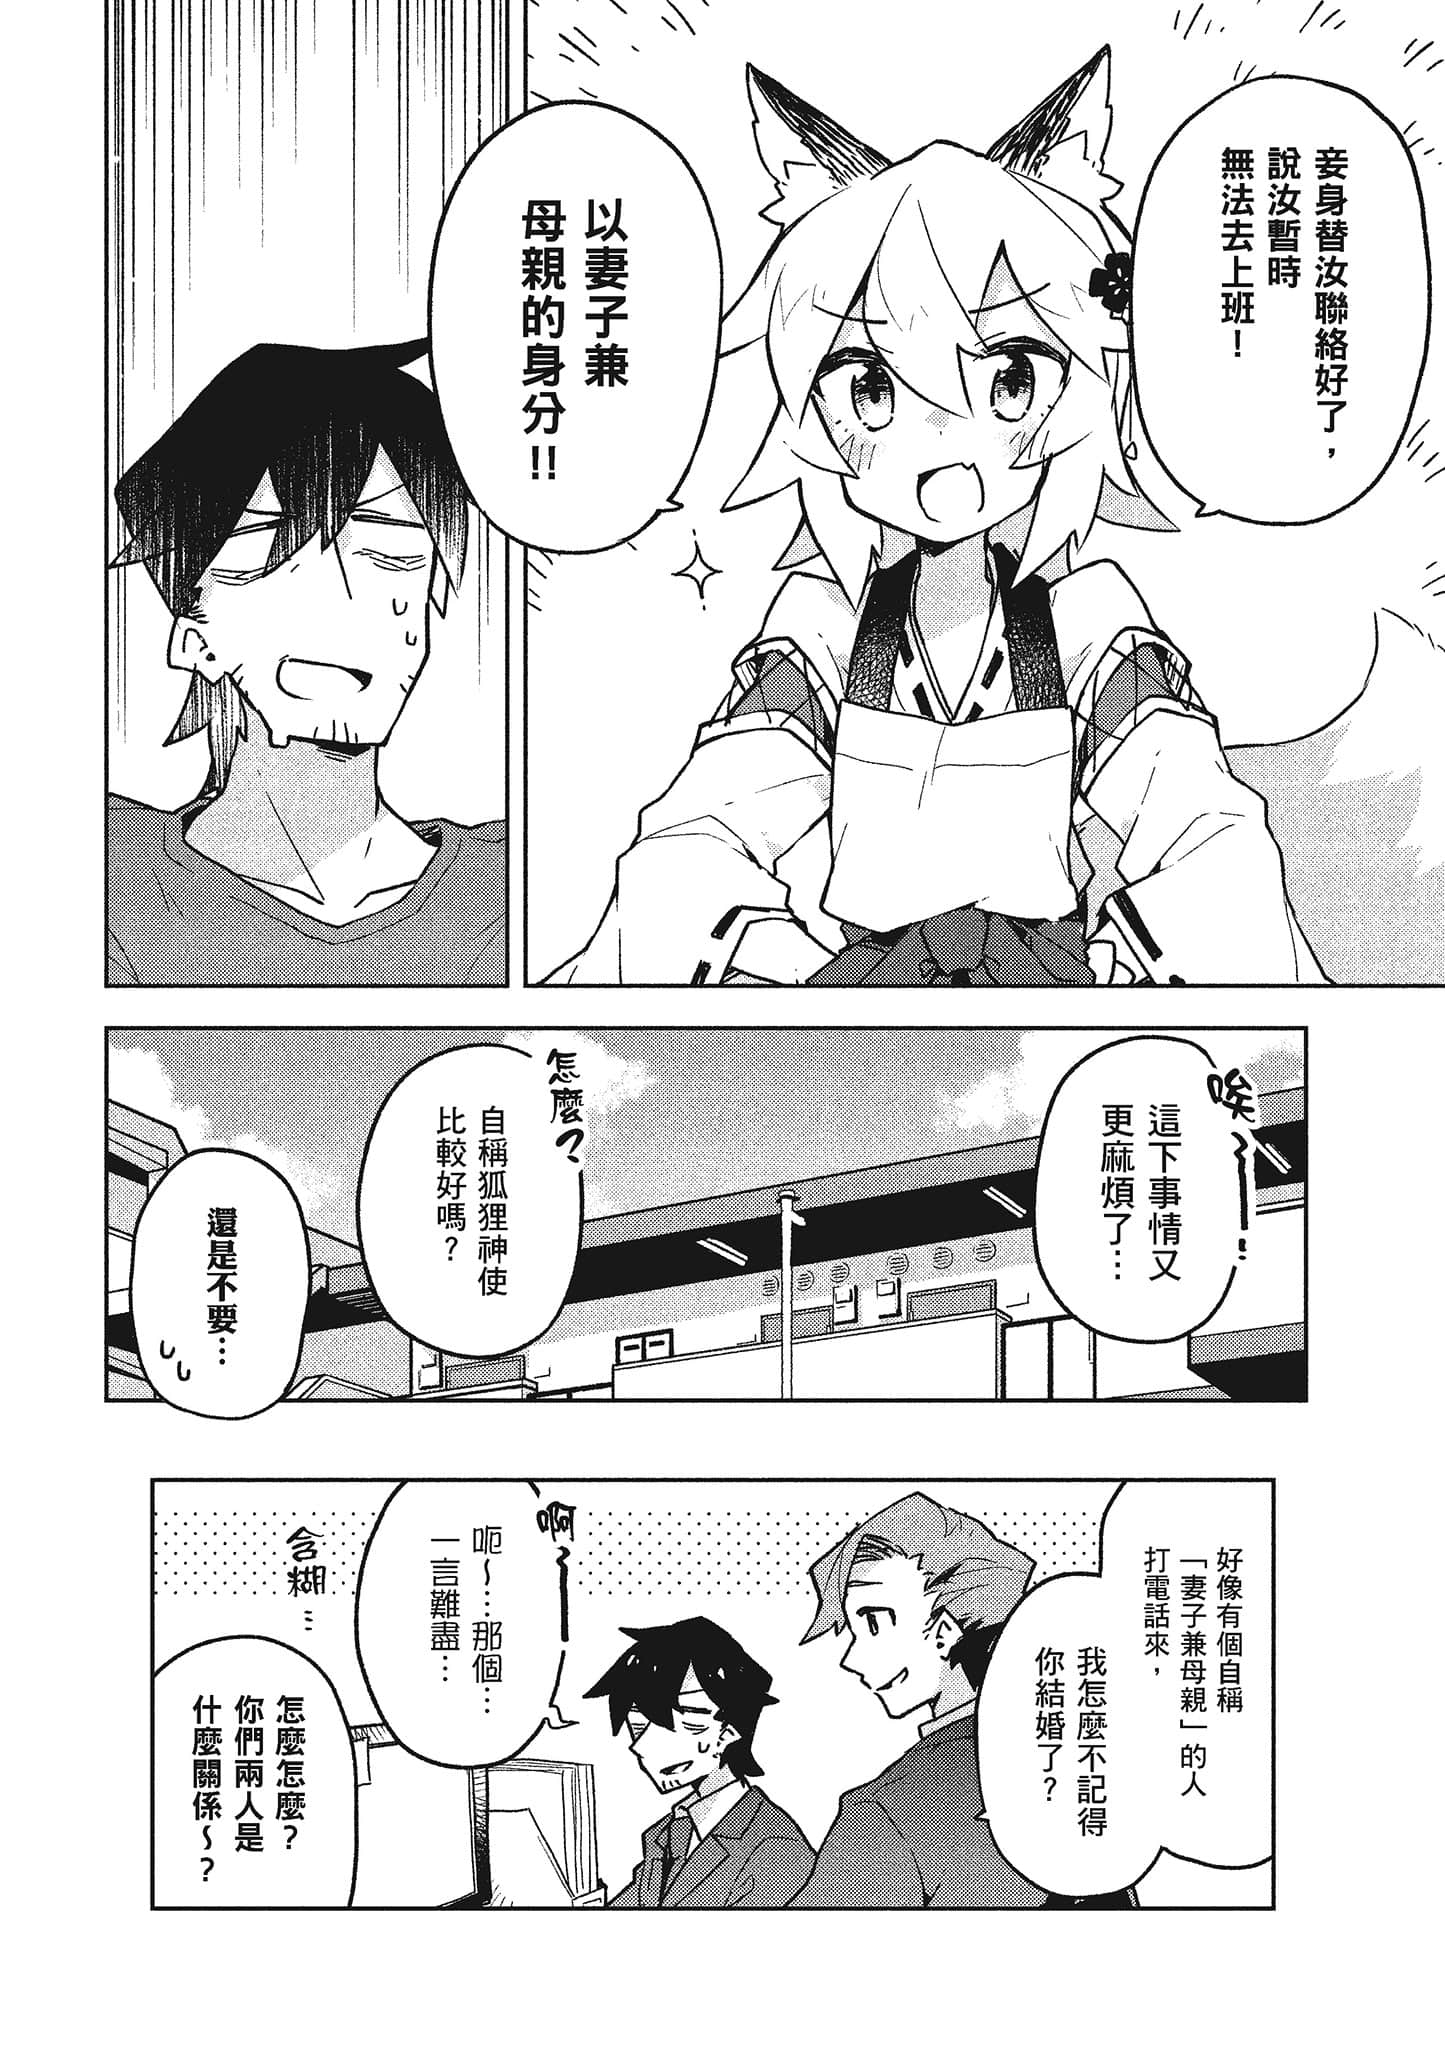 妾身替汝聯絡好了，
說汝暫時
無法去上班！
以妻子兼
母親的身分!!
唉～
這下事情又
更麻煩了…
怎麼？
自稱狐狸神使
比較好嗎？
還是不要…
好像有個自稱
「妻子兼母親」的人
打電話來，
我怎麼不記得
你結婚了？
啊～
呃～…那個…
一言難盡…
含糊…
怎麼怎麼？
你們兩人是
什麼關係～？